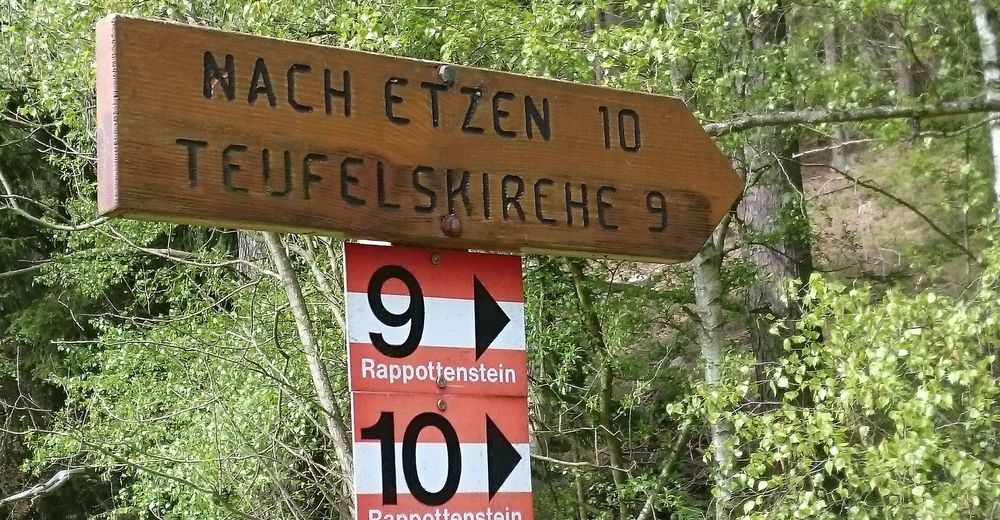 NACH ETZEN 10
TEUFELSKIRCHE 9
9
Rappottenstein
10
Rappottenstein